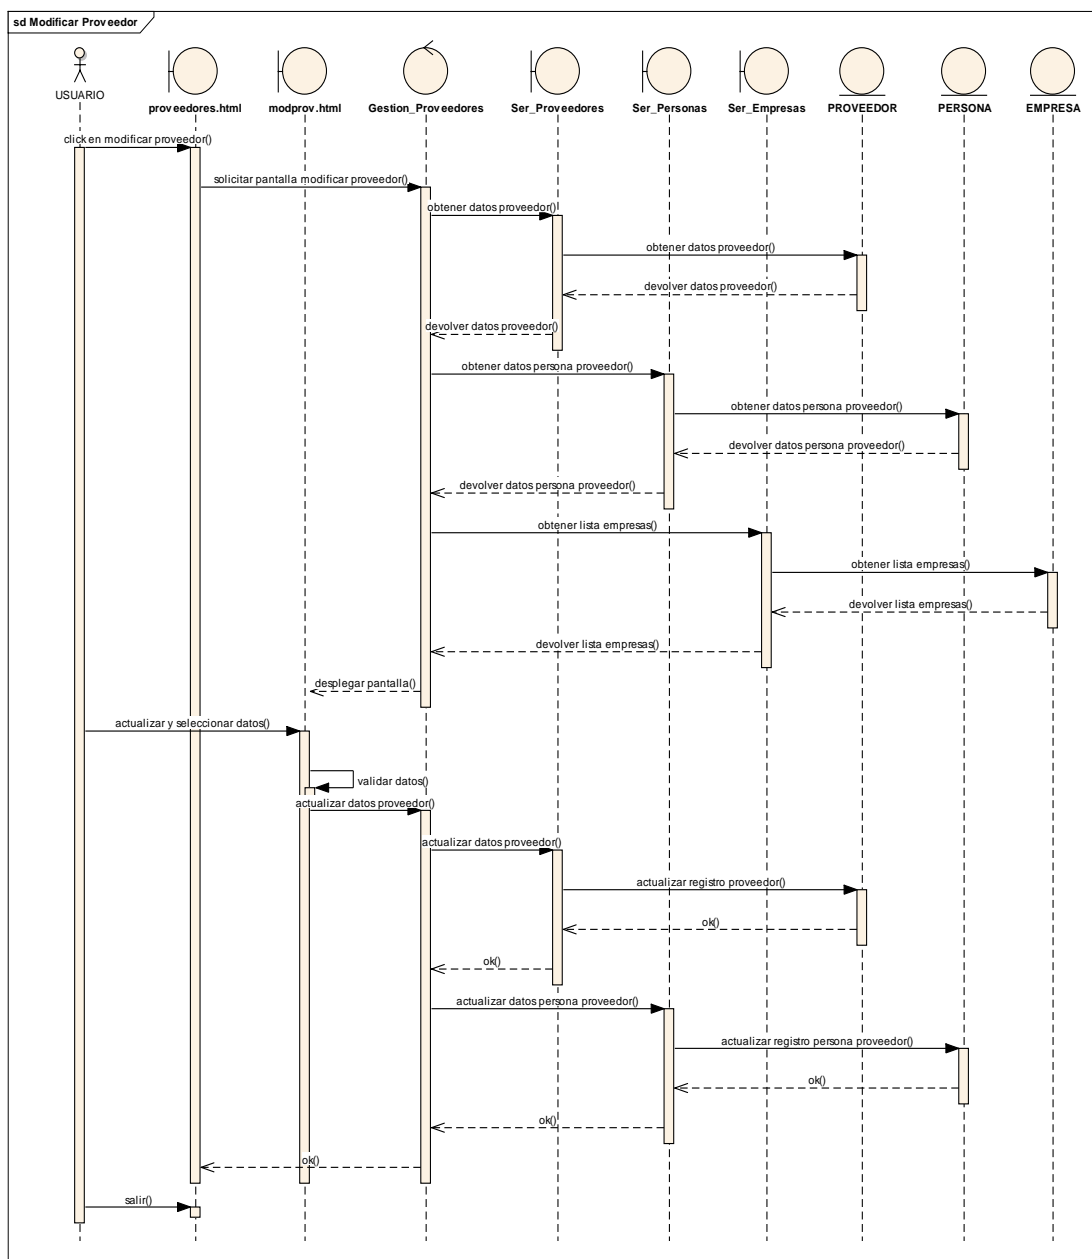 sd Modificar Proveedor
USUARIO
proveedores.html
modprov.html
Gestion_Proveedores
Ser_Proveedores
Ser_Personas
Ser_Empresas
PROVEEDOR
PERSONA
EMPRESA
click en modificar proveedor()
solicitar pantalla modificar proveedor()
obtener datos proveedor()
obtener datos proveedor()
devolver datos proveedor()
devolver datos proveedor()
obtener datos persona proveedor()
obtener datos persona proveedor()
devolver datos persona proveedor()
devolver datos persona proveedor()
obtener lista empresas()
obtener lista empresas()
devolver lista empresas()
devolver lista empresas()
desplegar pantalla()
actualizar y seleccionar datos()
validar datos()
actualizar datos proveedor()
actualizar datos proveedor()
actualizar registro proveedor()
ok()
ok()
actualizar datos persona proveedor()
actualizar registro persona proveedor()
ok()
ok()
ok()
salir()